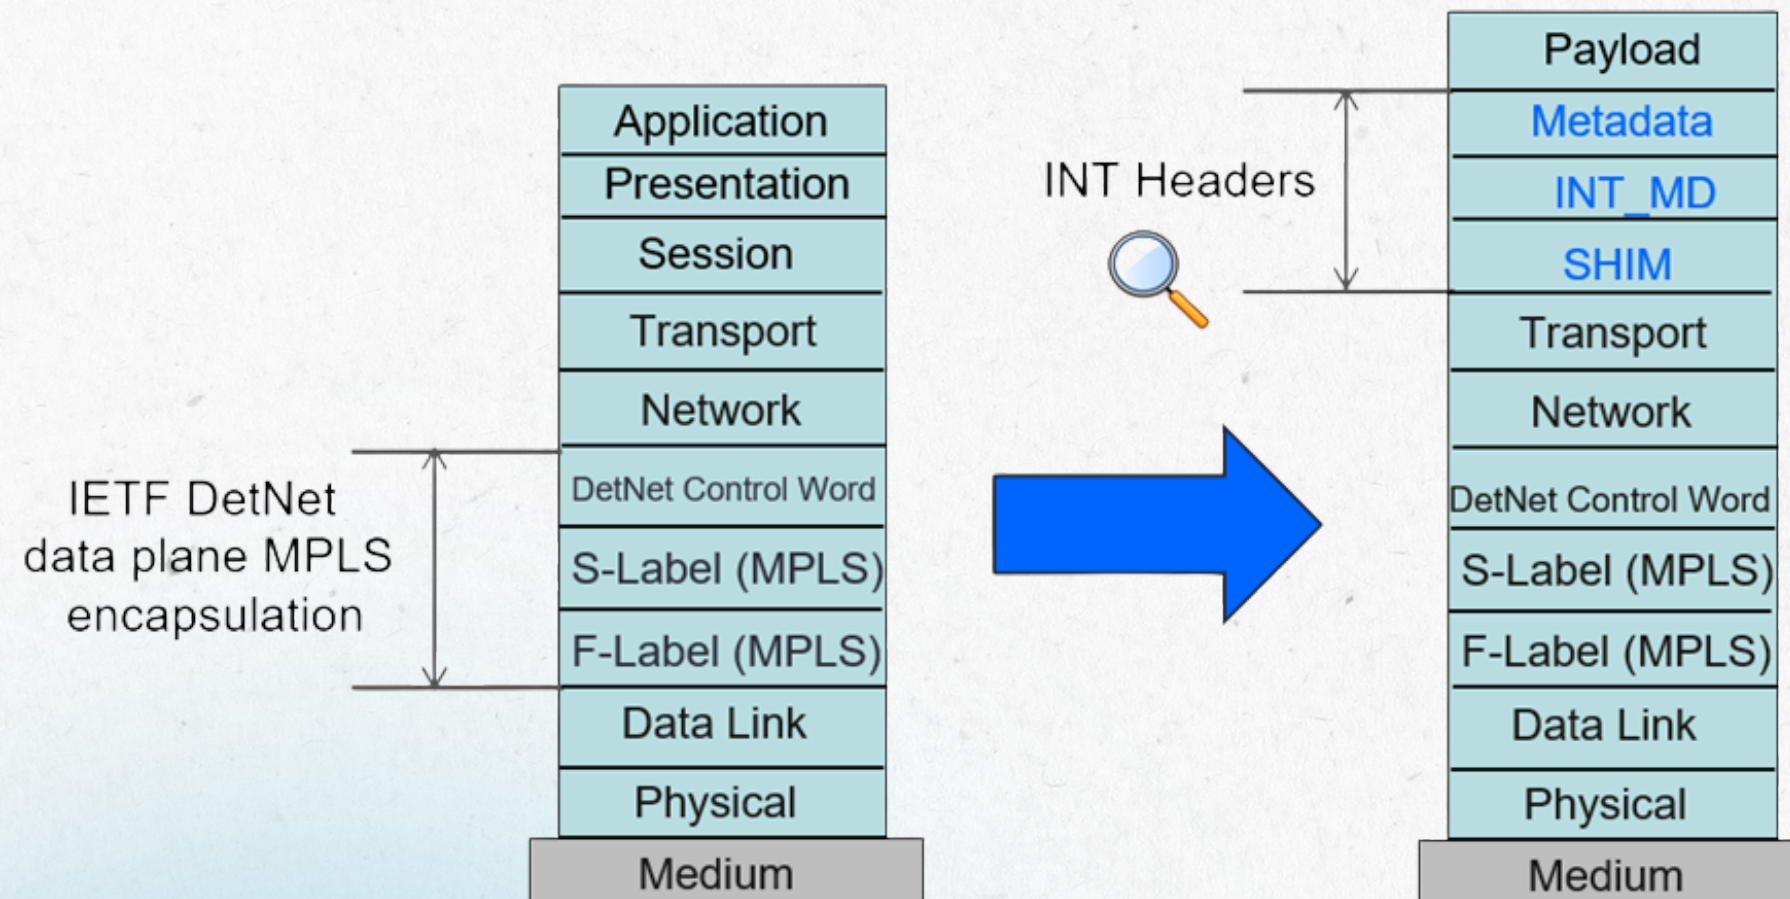 Application
Presentation
Session
Transport
Network
DetNet Control Word
S-Label (MPLS)
F-Label (MPLS)
Data Link
Physical
Medium
IETF DetNet
data plane MPLS
encapsulation
INT Headers
Payload
Metadata
INT_MD
SHIM
Transport
Network
DetNet Control Word
S-Label (MPLS)
F-Label (MPLS)
Data Link
Physical
Medium